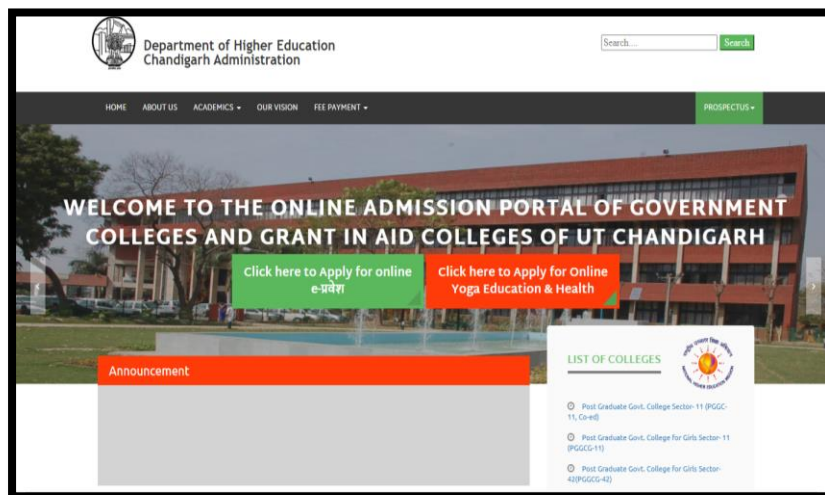 Department of Higher Education
Chandigarh Administration
Search....
Search
HOME ABOUT US ACADEMICS OUR VISION FEE PAYMENT PROSPECTUS
WELCOME TO THE ONLINE ADMISSION PORTAL OF GOVERNMENT
COLLEGES AND GRANT IN AID COLLEGES OF UT CHANDIGARH
Click here to Apply for online
e-प्रवेश
Click here to Apply for Online
Yoga Education & Health
Announcement
LIST OF COLLEGES
Post Graduate Govt. College Sector- 11 (PGGC-
11, Co-ed)
Post Graduate Govt. College for Girls Sector- 11
(PGGCG-11)
Post Graduate Govt. College for Girls Sector-
42(PGGCG-42)